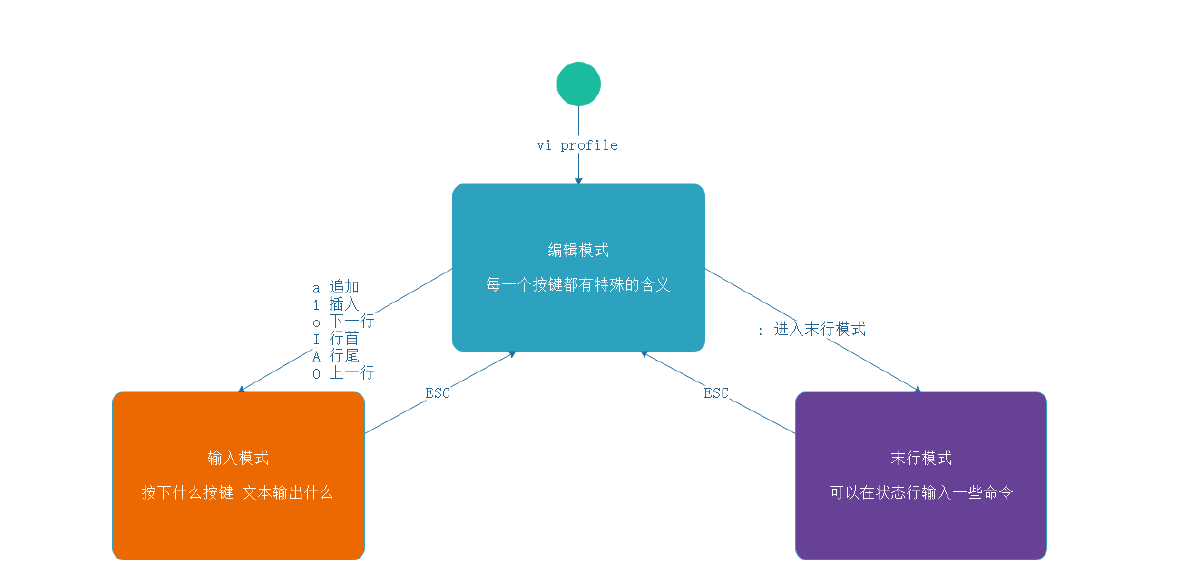 vi profile
编辑模式
每一个按键都有特殊的含义
a 追加
1 插入
o 下一行
I 行首
A 行尾
O 上一行
: 进入末行模式
ESC
ESC
输入模式
按下什么按键 文本输出什么
末行模式
可以在状态行输入一些命令